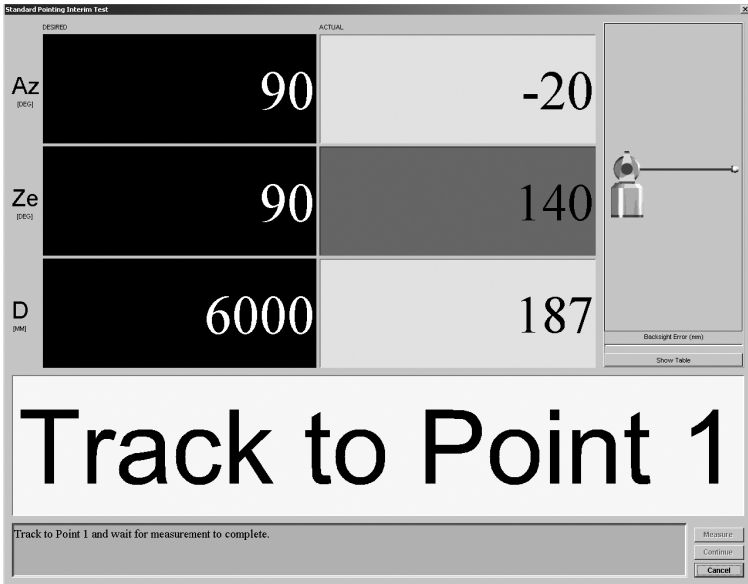 Standard Pointing Interim Test
DESIRED ACTUAL
Az 90 -20
[DEG]
Ze 90 140
[DEG]
D 6000 187
[MM]
Backsight Error (mm)
Show Table
Track to Point 1
Track to Point 1 and wait for measurement to complete.
Measure
Continue
Cancel